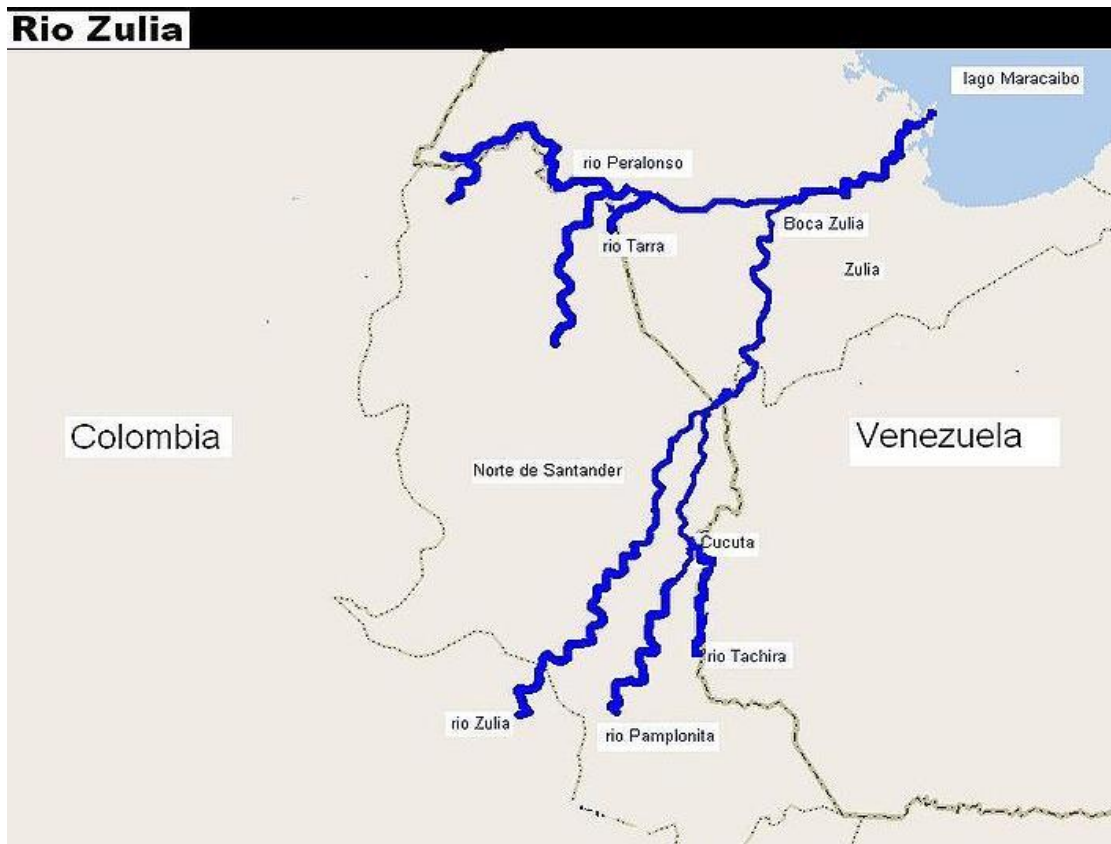 Rio Zulia
lago Maracaibo
rio Peralonso
Boca Zulia
rio Tarra
Zulia
Colombia
Venezuela
Norte de Santander
Cucuta
rio Tachira
rio Zulia
rio Pamplonita